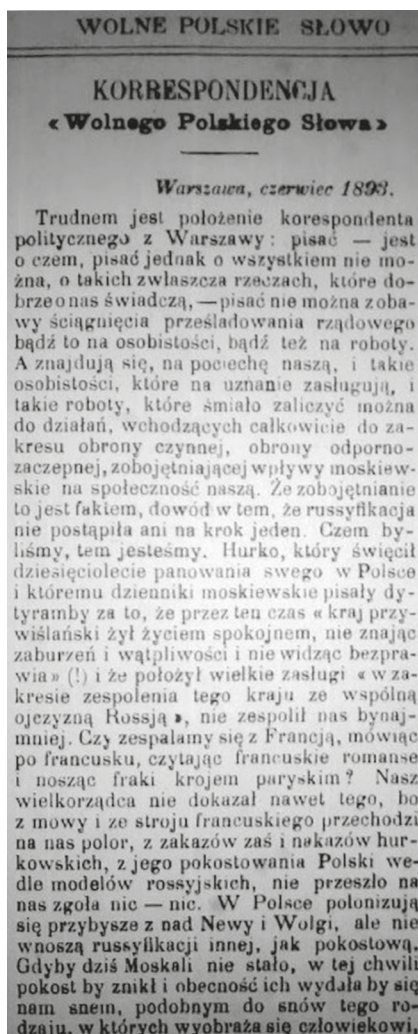 WOLNE POLSKIE SŁOWO
KORRESPONDENCJA
« Wolnego Polskiego Słowa »
Warszawa, czerwiec 1893.
Trudnem jest położenie korespondenta
politycznego z Warszawy : pisać — jest
o czem, pisać jednak o wszystkiem nie mo-
żna, o takich zwłaszcza rzeczach, które do-
brze o nas świadczą, — pisać nie można z oba-
wy ściągnięcia prześladowania rządowego
bądź to na osobistości, bądź też na roboty.
A znajdują się, na pociechę naszą, i takie
osobistości, które na uznanie zasługują, i
takie roboty, które śmiało zaliczyć można
do działań, wchodzących całkowicie do za-
kresu obrony czynnej, obrony odporno-
zaczepnej, zobojętniającej wpływy moskiew-
skie na społeczność naszą. Że zobojętnianie
to jest faktem, dowód w tem, że russyfikacja
nie postąpiła ani na krok jeden. Czem by-
liśmy, tem jesteśmy. Hurko, który święcił
dziesięciolecie panowania swego w Polsce
i któremu dzienniki moskiewskie pisały dy-
tyramby za to, że przez ten czas « kraj przy-
wiślański żył życiem spokojnem, nie znając
zaburzeń i wątpliwości i nie widząc bezpra-
wia » (!) i że położył wielkie zasługi « w za-
kresie zespolenia tego kraju ze wspólną
ojczyzną Rossją », nie zespolił nas bynaj-
mniej. Czy zespalamy się z Francją, mówiąc
po francusku, czytając francuskie romanse
i nosząc fraki krojem paryskim ? Nasz
wielkorządca nie dokazał nawet tego, bo
z mowy i ze stroju francuskiego przechodzi
na nas polor, z zakazów zaś i nakazów hur-
kowskich, z jego pokostowania Polski we-
dle modelów rossyjskich, nie przeszło na
nas zgoła nic — nic. W Polsce polonizują
się przybysze z nad Newy i Wołgi, ale nie
wnoszą russyfikacji innej, jak pokostową.
Gdyby dziś Moskali nie stało, w tej chwili
pokost by znikł i obecność ich wydała by się
nam snem, podobnym do snów tego ro-
dzaju, w których wyobraża się człowiekowi